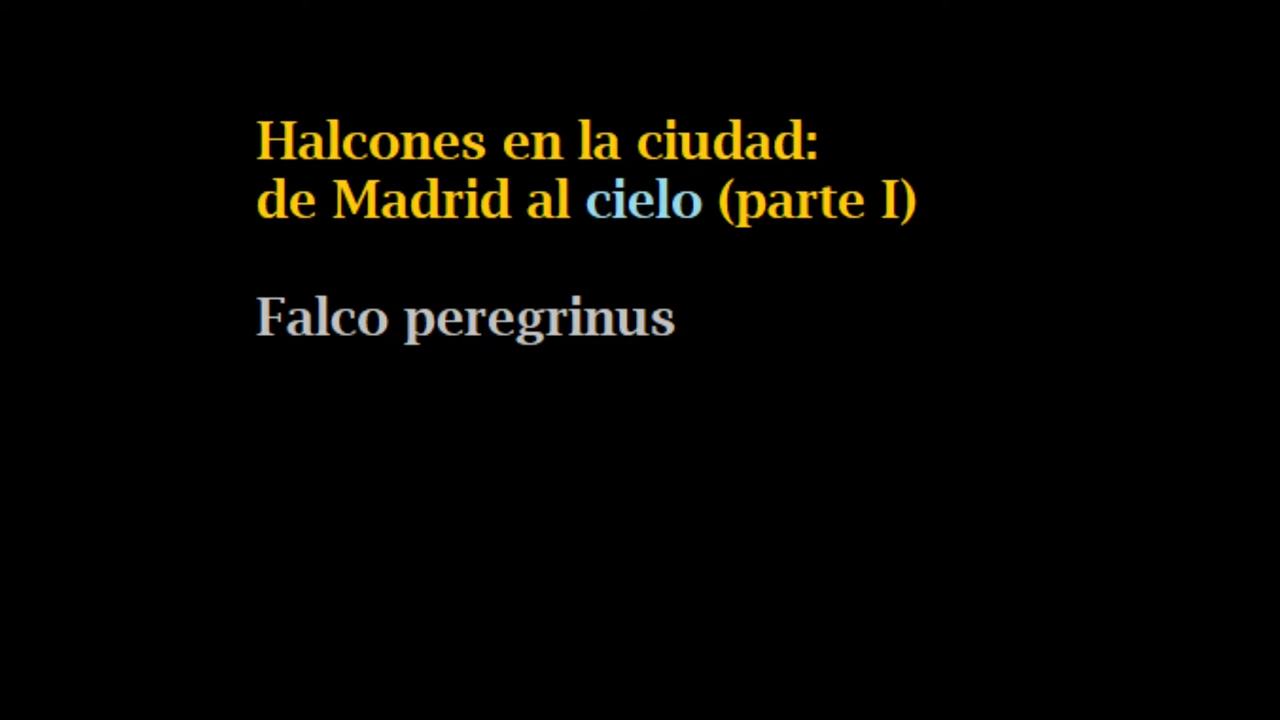 Halcones en la ciudad:
de Madrid al cielo (parte I)
Falco peregrinus